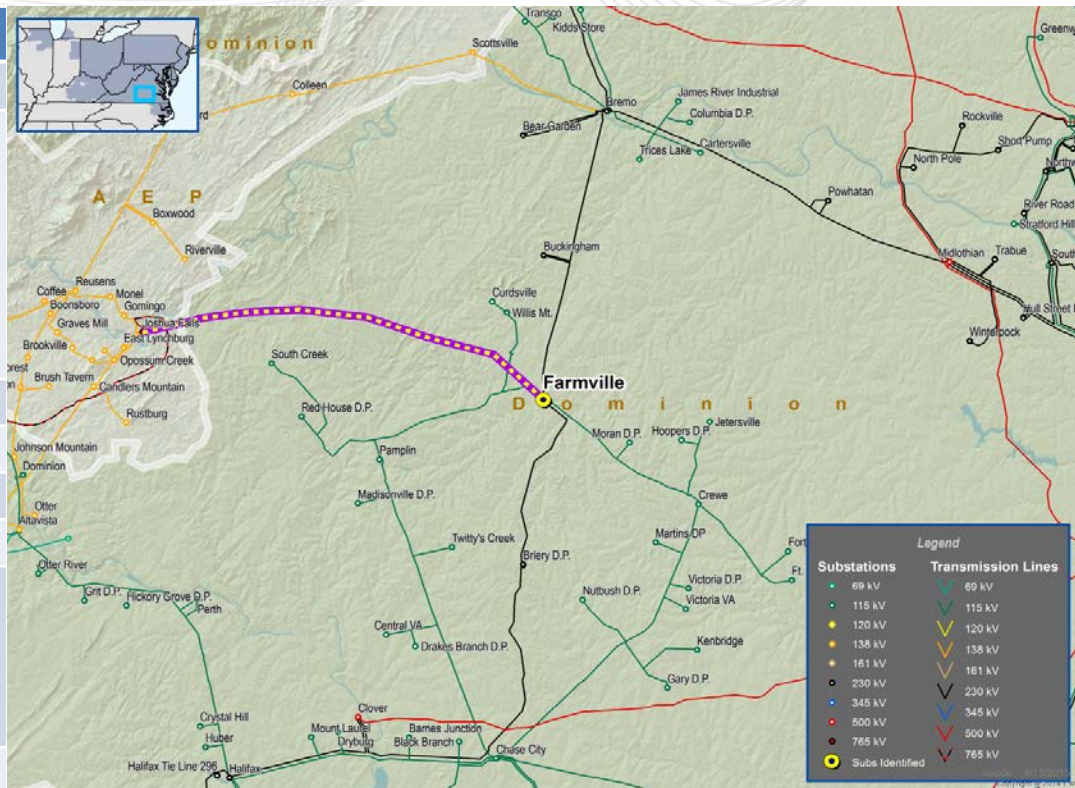 Dominion
Transco
Kidds Store
Scottsville
Colleen
Bremo
Bear Garden
James River Industrial
Columbia D.P.
Trices Lake
Cartersville
Rockville
Short Pump
North Pole
Powhatan
River Road
Stratford Hill
Midlothian
Trabue
Hull Street
Winterpock
AEP
Boxwood
Riverville
Buckingham
Reusens
Coffee
Monel
Boonsboro
Gomingo
Graves Mill
Joshua Falls
East Lynchburg
Brookville
Opossum Creek
Brush Tavern
Candlers Mountain
Rustburg
Curdsville
Willis Mt.
South Creek
Farmville
Dominion
Red House D.P.
Moran D.P.
Hoopers D.P.
Jetersville
Johnson Mountain
Dominion
Pamplin
Madisonville D.P.
Crewe
Otter
Altavista
Twitty's Creek
Martins DP
Fort
Ft.
Briery D.P.
Otter River
Grit D.P.
Hickory Grove D.P.
Perth
Nutbush D.P.
Victoria D.P.
Victoria VA
Central VA
Drakes Branch D.P.
Kenbridge
Gary D.P.
Clover
Crystal Hill
Huber
Mount Laurel
Dryburg
Barnes Junction
Black Branch
Chase City
Halifax Tie Line 296
Halifax
Legend
Substations Transmission Lines
69 kV 69 kV
115 kV 115 kV
120 kV 120 kV
138 kV 138 kV
161 kV 161 kV
230 kV 230 kV
345 kV 345 kV
500 kV 500 kV
765 kV 765 kV
Subs Identified